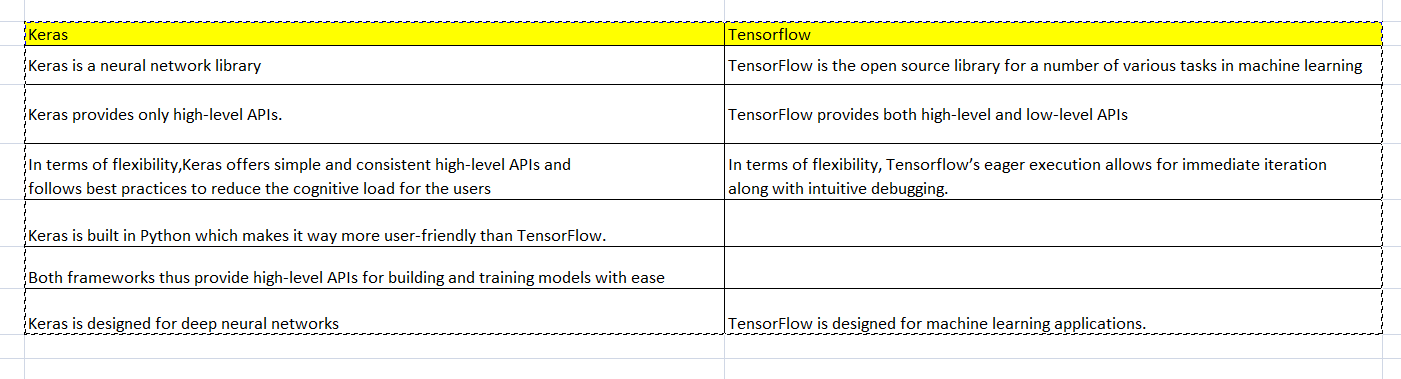 Keras
Tensorflow
Keras is a neural network library
TensorFlow is the open source library for a number of various tasks in machine learning
Keras provides only high-level APIs.
TensorFlow provides both high-level and low-level APIs
In terms of flexibility,Keras offers simple and consistent high-level APIs and
follows best practices to reduce the cognitive load for the users
In terms of flexibility, Tensorflow’s eager execution allows for immediate iteration
along with intuitive debugging.
Keras is built in Python which makes it way more user-friendly than TensorFlow.
Both frameworks thus provide high-level APIs for building and training models with ease
Keras is designed for deep neural networks
TensorFlow is designed for machine learning applications.